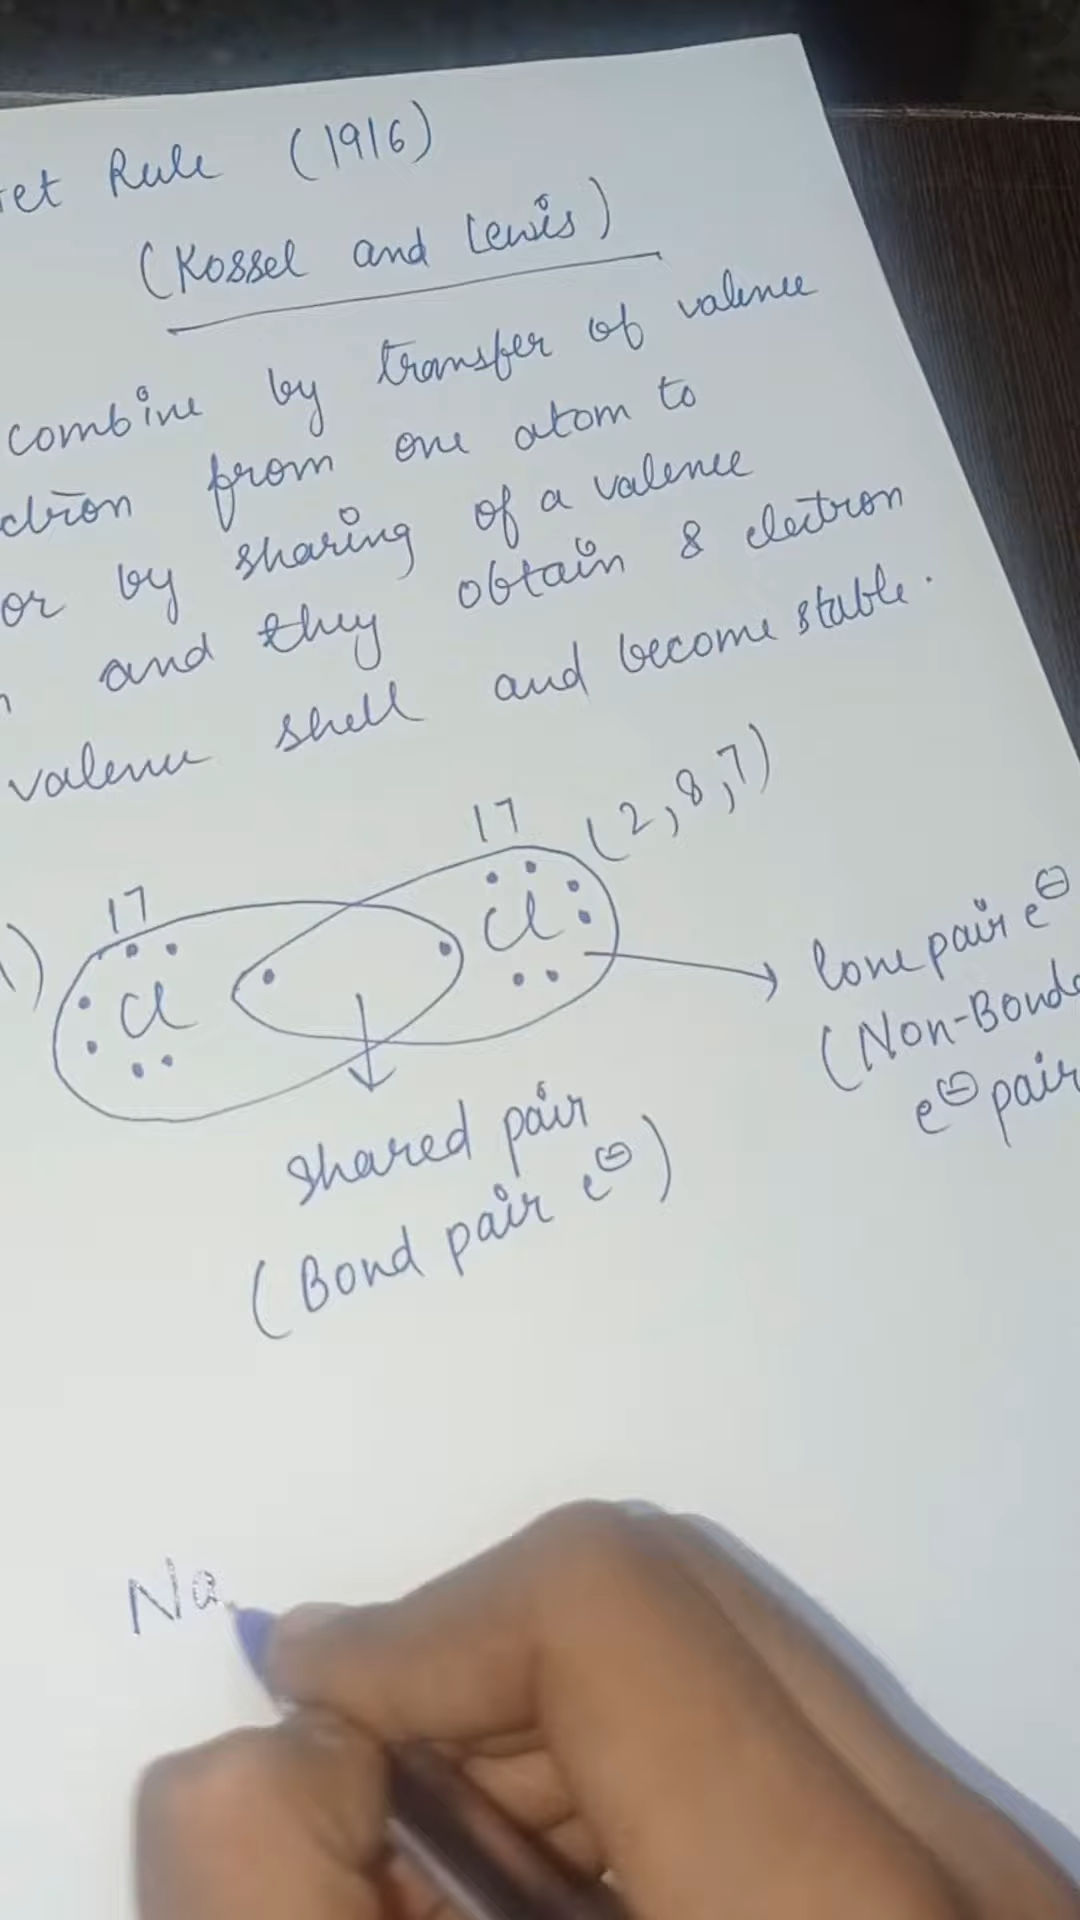 tet Rule (1916)
(Kossel and Lewis)
combine by transfer of valence
ctron from one atom to
or by sharing of a valence
and they obtain 8 electron
valence shell and become stable.
17 17 (2,8,7)
Cl Cl
lone pair e⊖
(Non-Bond
e⊖ pair
shared pair
(Bond pair e⊖)
Na